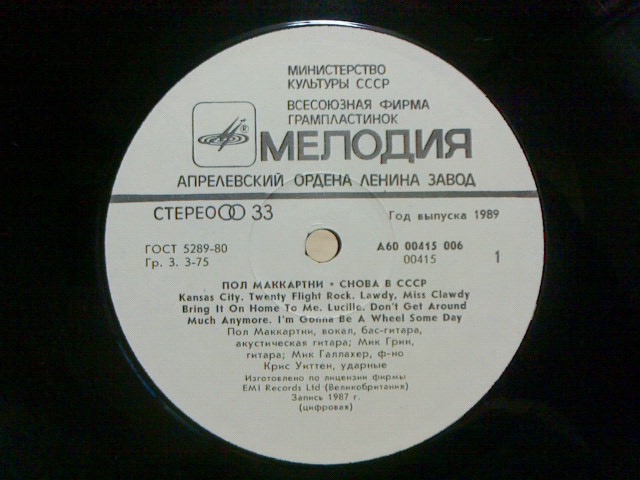 МИНИСТЕРСТВО
КУЛЬТУРЫ СССР
ВСЕСОЮЗНАЯ ФИРМА
ГРАМПЛАСТИНОК
МЕЛОДИЯ
АПРЕЛЕВСКИЙ ОРДЕНА ЛЕНИНА ЗАВОД
СТЕРЕО 33
Год выпуска 1989
ГОСТ 5289-80
А60 00415 006
Гр. 3. 3-75
00415
1
ПОЛ МАККАРТНИ • СНОВА В СССР
Kansas City. Twenty Flight Rock. Lawdy, Miss Clawdy
Bring It On Home To Me. Lucille. Don't Get Around
Much Anymore. I'm Gonna Be A Wheel Some Day
Пол Маккартни, вокал, бас-гитара,
акустическая гитара; Мик Грин,
гитара; Мик Галлахер, ф-но
Крис Уиттен, ударные
Изготовлено по лицензии фирмы
EMI Records Ltd (Великобритания)
Запись 1987 г.
(цифровая)